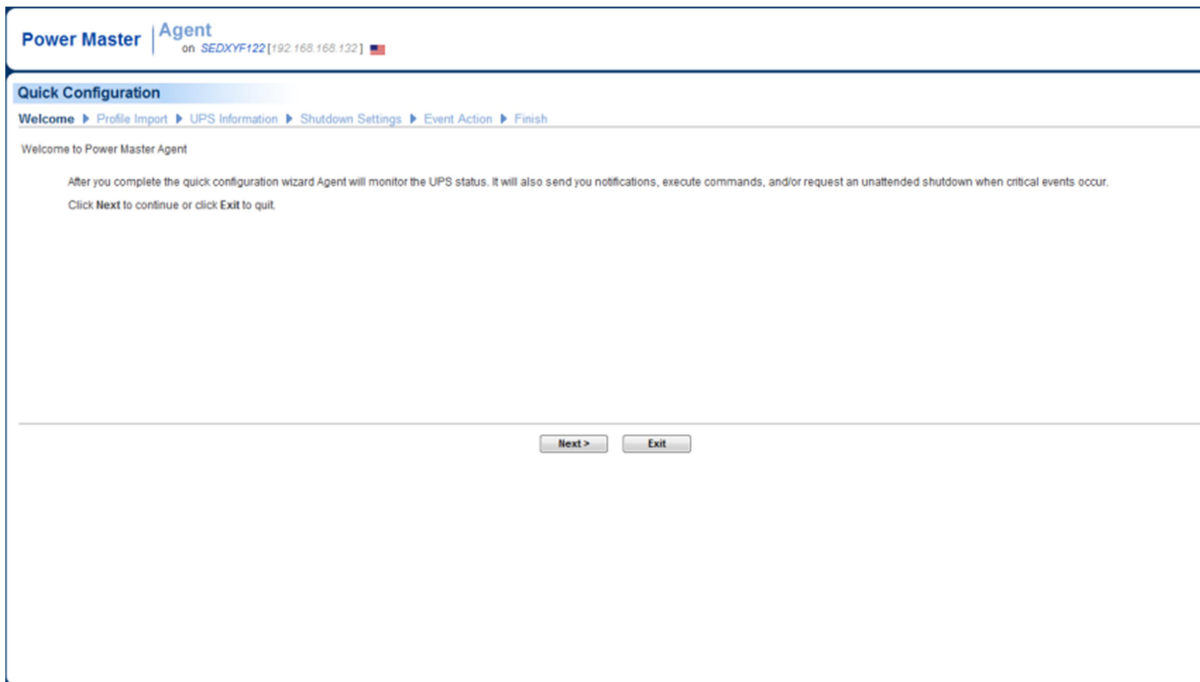 Power Master
Agent
on SEDXYF122[192.168.168.132]
Quick Configuration
Welcome Profile Import UPS Information Shutdown Settings Event Action Finish
Welcome to Power Master Agent
After you complete the quick configuration wizard Agent will monitor the UPS status. It will also send you notifications, execute commands, and/or request an unattended shutdown when critical events occur.
Click Next to continue or click Exit to quit.
Next > Exit